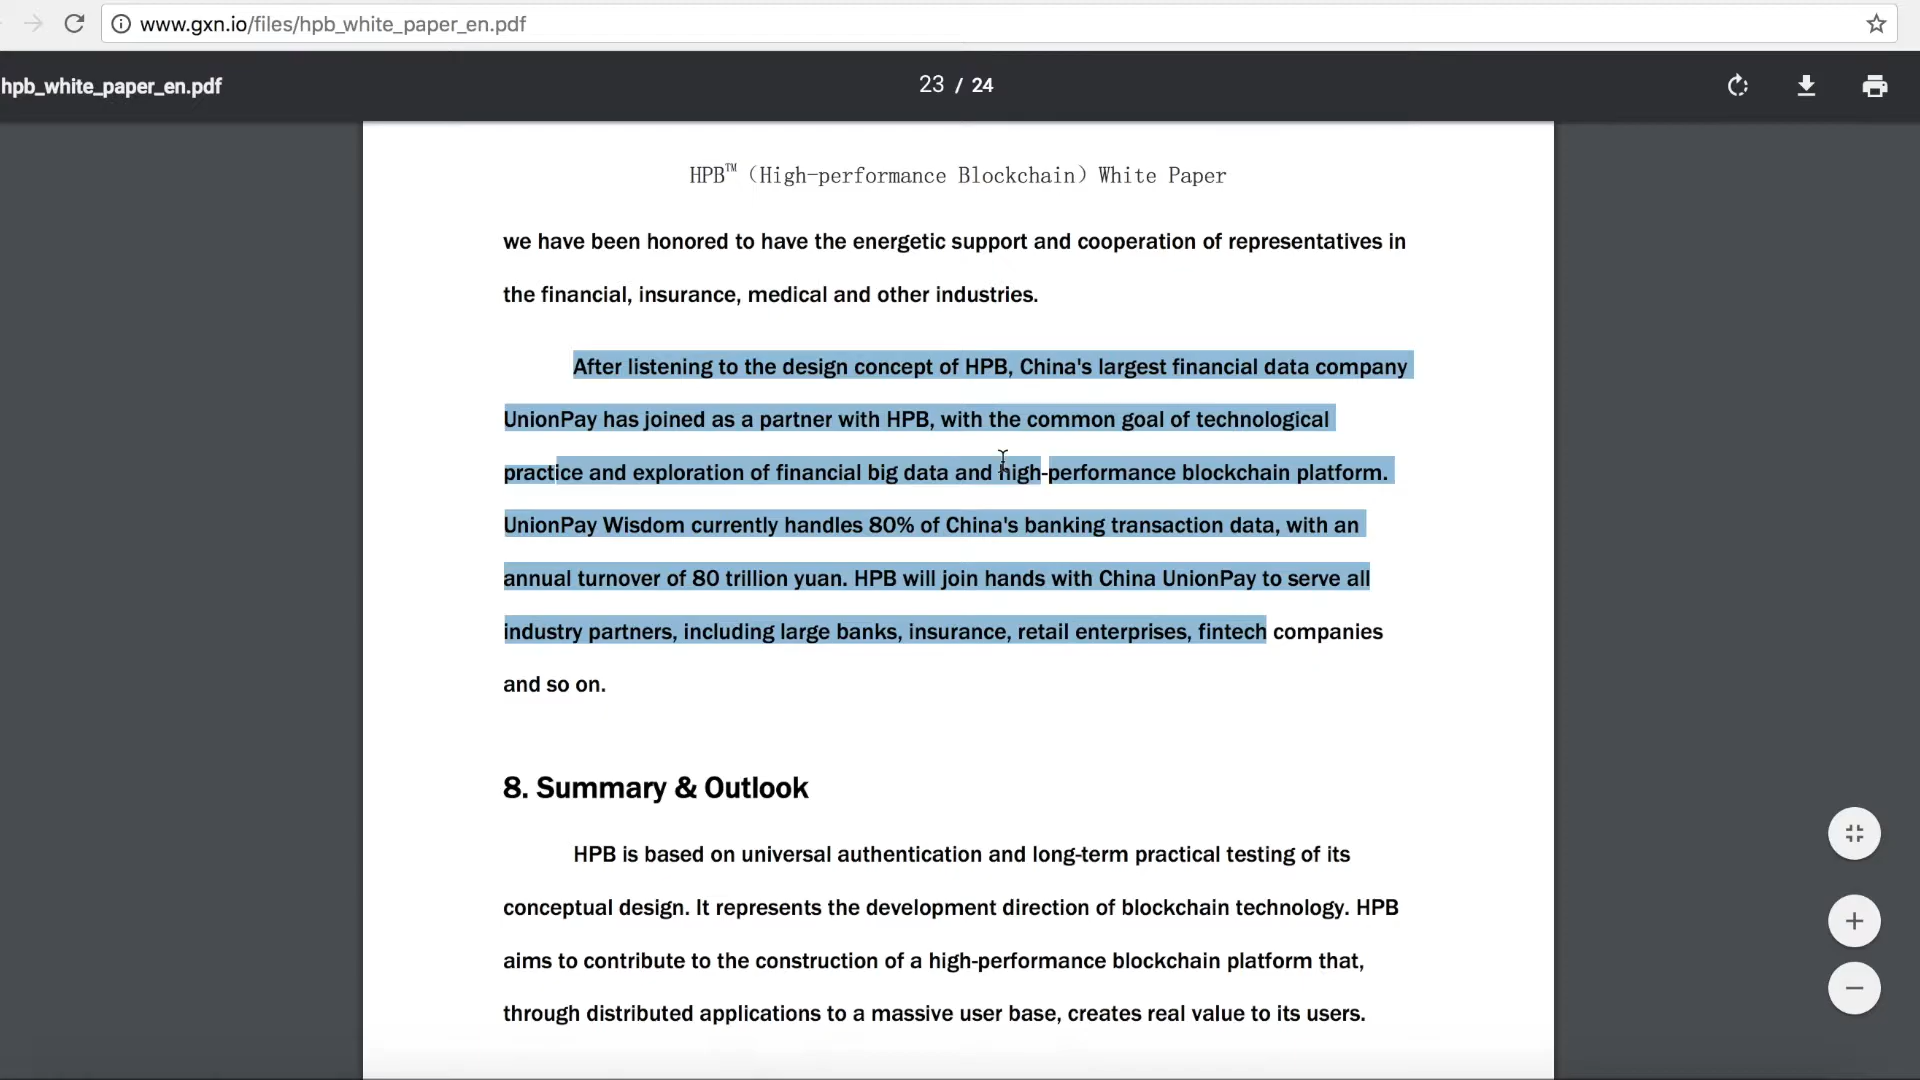 www.gxn.io/files/hpb_white_paper_en.pdf
hpb_white_paper_en.pdf
23 / 24
HPB™（High-performance Blockchain）White Paper
we have been honored to have the energetic support and cooperation of representatives in
the financial, insurance, medical and other industries.
After listening to the design concept of HPB, China's largest financial data company
UnionPay has joined as a partner with HPB, with the common goal of technological
practice and exploration of financial big data and high-performance blockchain platform.
UnionPay Wisdom currently handles 80% of China's banking transaction data, with an
annual turnover of 80 trillion yuan. HPB will join hands with China UnionPay to serve all
industry partners, including large banks, insurance, retail enterprises, fintech companies
and so on.
8. Summary & Outlook
HPB is based on universal authentication and long-term practical testing of its
conceptual design. It represents the development direction of blockchain technology. HPB
aims to contribute to the construction of a high-performance blockchain platform that,
through distributed applications to a massive user base, creates real value to its users.